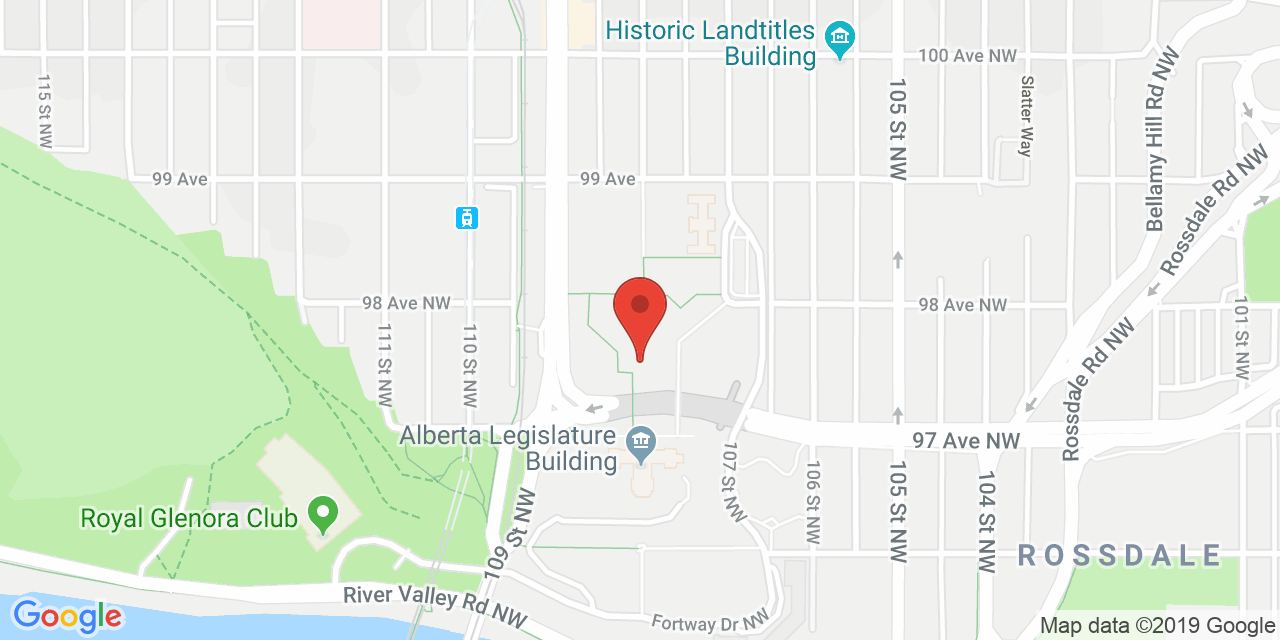 Historic Landtitles
Building
100 Ave NW
105 St NW
Slatter Way
Bellamy Hill Rd NW
115 St NW
99 Ave
99 Ave
Rossdale Rd NW
98 Ave NW
98 Ave NW
111 St NW
110 St NW
101 St NW
Rossdale Rd NW
Alberta Legislature
Building
97 Ave NW
107 St NW
106 St NW
105 St NW
104 St NW
Royal Glenora Club
109 St NW
ROSSDALE
River Valley Rd NW
Fortway Dr NW
Google
Map data ©2019 Google